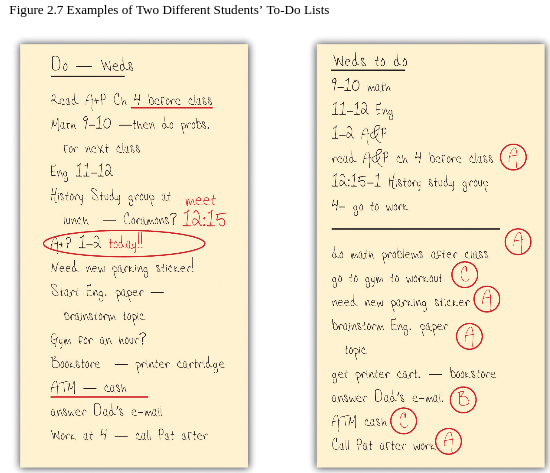 Figure 2.7 Examples of Two Different Students’ To-Do Lists
Do — Weds
Read A+P Ch 4 before class
Math 9–10 —then do probs.
for next class
Eng 11–12
History Study group at meet
lunch — Commons? 12:15
A+P 1–2 today!!
Need new parking sticker!
Start Eng. paper —
brainstorm topic
Gym for an hour?
Bookstore — printer cartridge
ATM — cash
answer Dad's e-mail
Work at 4 — call Pat after
Weds to do
9–10 math
11–12 Eng
1–2 A&P
read A&P ch 4 before class A
12:15–1 History study group
4– go to work
A
do math problems after class
go to gym to workout C
need new parking sticker A
brainstorm Eng. paper A
topic
get printer cart. — bookstore
answer Dad's e-mail B
ATM cash C
Call Pat after work A